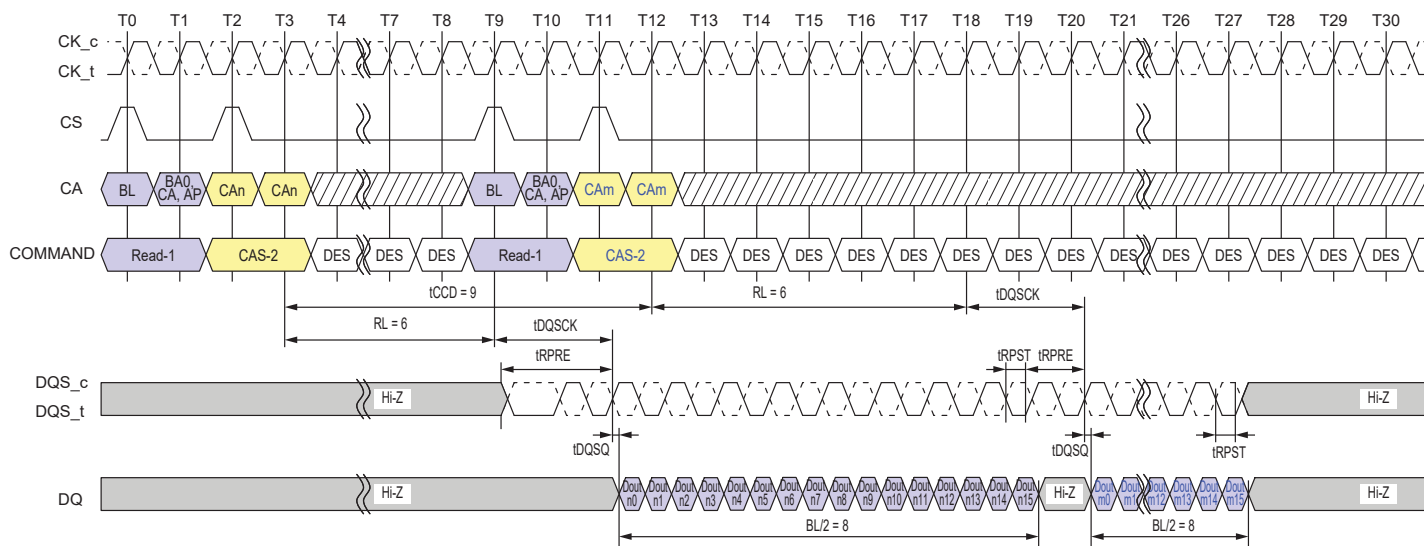 T0 T1 T2 T3 T4 T7 T8 T9 T10 T11 T12 T13 T14 T15 T16 T17 T18 T19 T20 T21 T26 T27 T28 T29 T30
CK_c
CK_t
CS
CA BL BA0, CA, AP CAn CAn BL BA0, CA, AP CAm CAm
COMMAND Read-1 CAS-2 DES DES DES Read-1 CAS-2 DES DES DES DES DES DES DES DES DES DES DES DES DES DES
tCCD = 9 RL = 6 tDQSCK
RL = 6 tDQSCK
tRPRE tRPST tRPRE
DQS_c
DQS_t
Hi-Z Hi-Z
tDQSQ tDQSQ tRPST
DQ Hi-Z Dout n0 Dout n1 Dout n2 Dout n3 Dout n4 Dout n5 Dout n6 Dout n7 Dout n8 Dout n9 Dout n10 Dout n11 Dout n12 Dout n13 Dout n14 Dout n15 Hi-Z Dout m0 Dout m1 Dout m12 Dout m13 Dout m14 Dout m15 Hi-Z
BL/2 = 8 BL/2 = 8